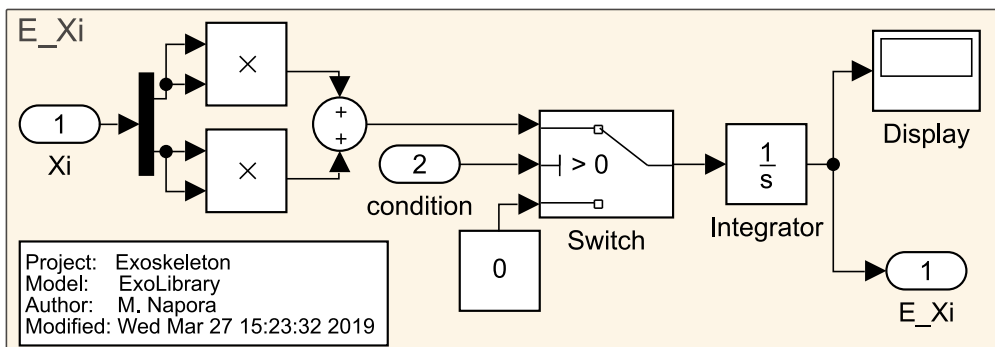 E_Xi
×
1
Xi
+
+
×
2
condition
> 0
Switch
0
1
s
Integrator
Display
1
E_Xi
Project: Exoskeleton
Model: ExoLibrary
Author: M. Napora
Modified: Wed Mar 27 15:23:32 2019